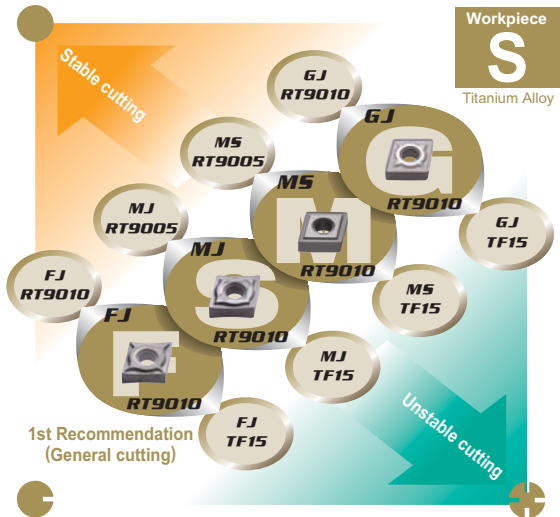 Workpiece
S
Titanium Alloy
Stable cutting
GJ
RT9010
MS
RT9005
MJ
RT9005
FJ
RT9010
GJ
G
RT9010
MS
M
RT9010
MJ
S
RT9010
FJ
F
RT9010
GJ
TF15
MS
TF15
MJ
TF15
FJ
TF15
1st Recommendation
(General cutting)
Unstable cutting